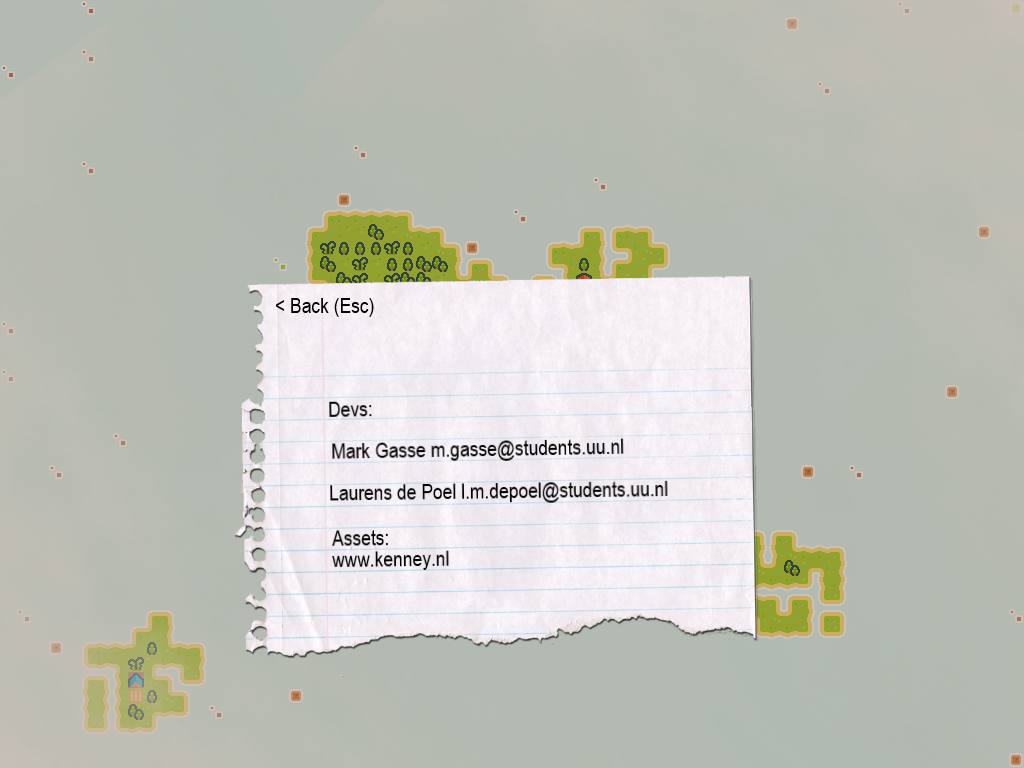 < Back (Esc)
Devs:
Mark Gasse m.gasse@students.uu.nl
Laurens de Poel l.m.depoel@students.uu.nl
Assets:
www.kenney.nl